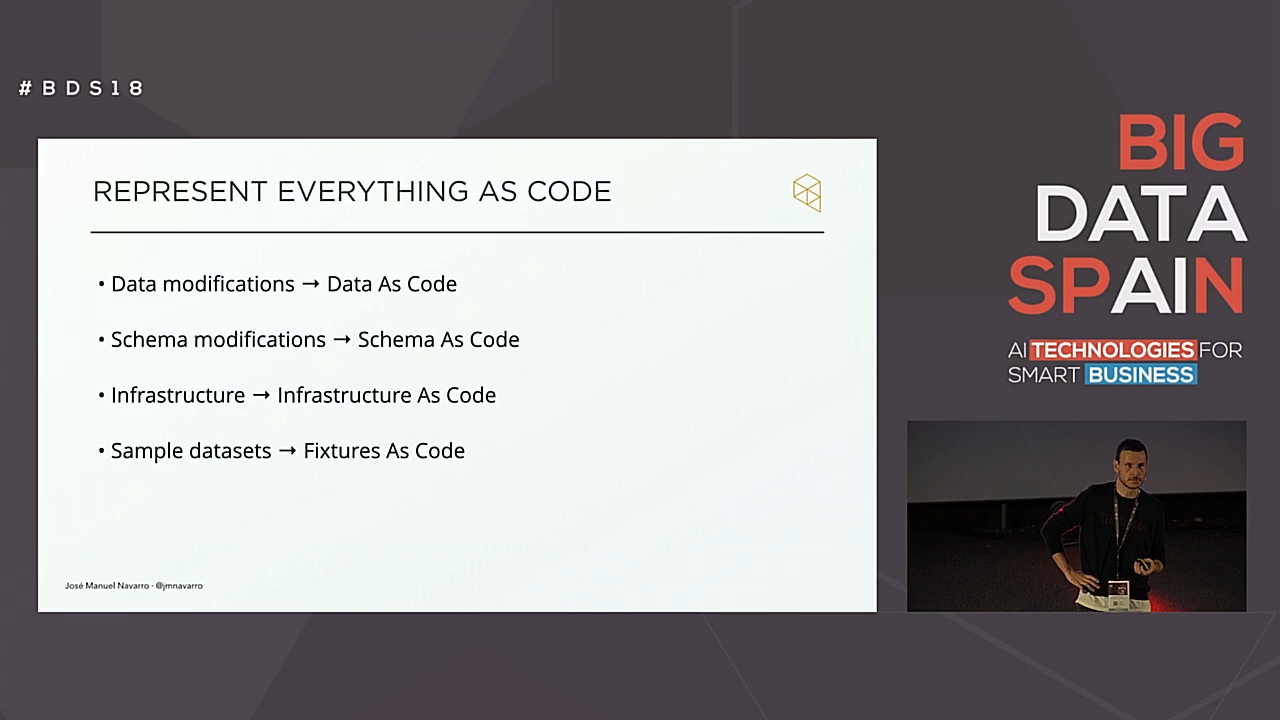 #BDS18
REPRESENT EVERYTHING AS CODE
• Data modifications → Data As Code
• Schema modifications → Schema As Code
• Infrastructure → Infrastructure As Code
• Sample datasets → Fixtures As Code
José Manuel Navarro · @jmnavarro
BIG
DATA
SPAIN
AI TECHNOLOGIES FOR
SMART BUSINESS